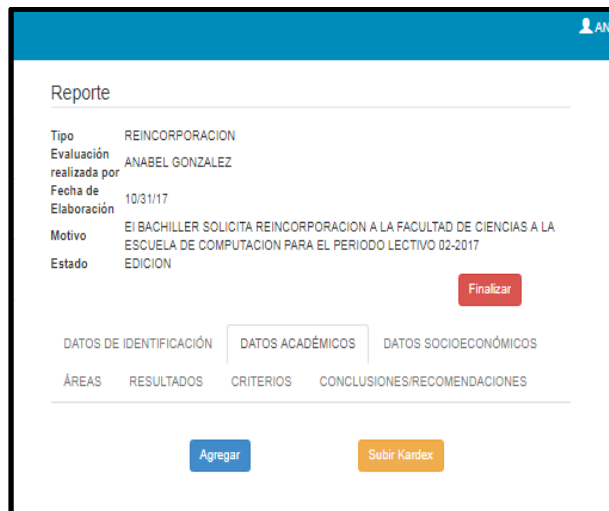 AN
Reporte
Tipo REINCORPORACION
Evaluación
realizada por ANABEL GONZALEZ
Fecha de
Elaboración 10/31/17
Motivo El BACHILLER SOLICITA REINCORPORACION A LA FACULTAD DE CIENCIAS A LA
ESCUELA DE COMPUTACION PARA EL PERIODO LECTIVO 02-2017
Estado EDICION
Finalizar
DATOS DE IDENTIFICACIÓN DATOS ACADÉMICOS DATOS SOCIOECONÓMICOS
ÁREAS RESULTADOS CRITERIOS CONCLUSIONES/RECOMENDACIONES
Agregar Subir Kardex